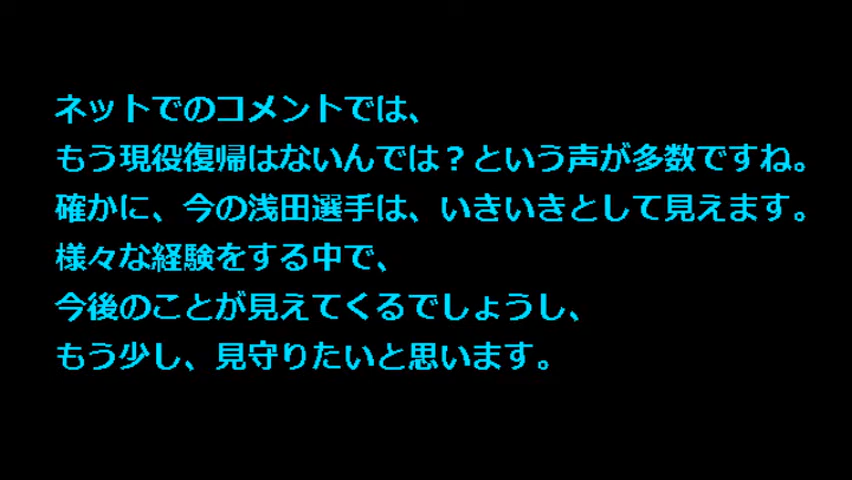 ネットでのコメントでは、
もう現役復帰はないんでは？という声が多数ですね。
確かに、今の浅田選手は、いきいきとして見えます。
様々な経験をする中で、
今後のことが見えてくるでしょうし、
もう少し、見守りたいと思います。